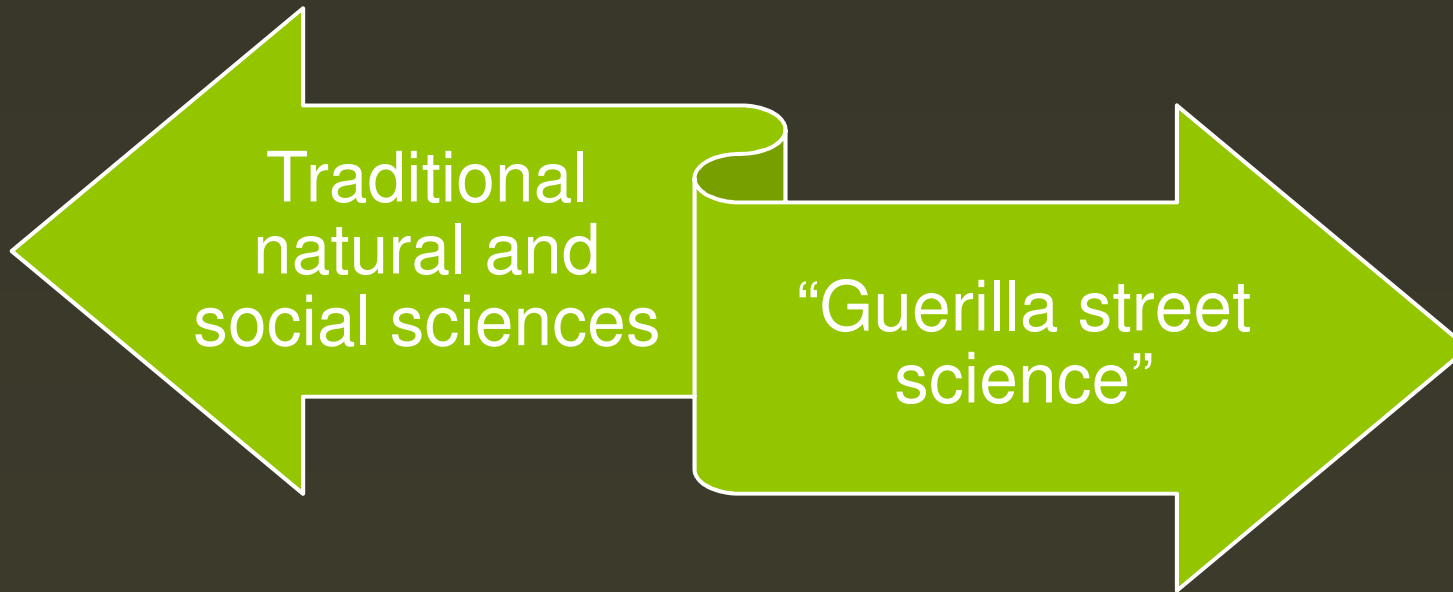 Traditional
natural and
social sciences
“Guerilla street
science”